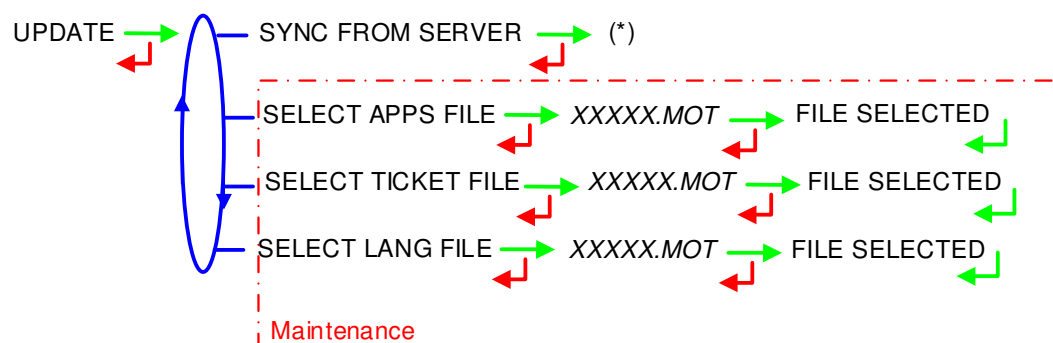 UPDATE SYNC FROM SERVER (*)
SELECT APPS FILE XXXXX.MOT FILE SELECTED
SELECT TICKET FILE XXXXX.MOT FILE SELECTED
SELECT LANG FILE XXXXX.MOT FILE SELECTED
Maintenance